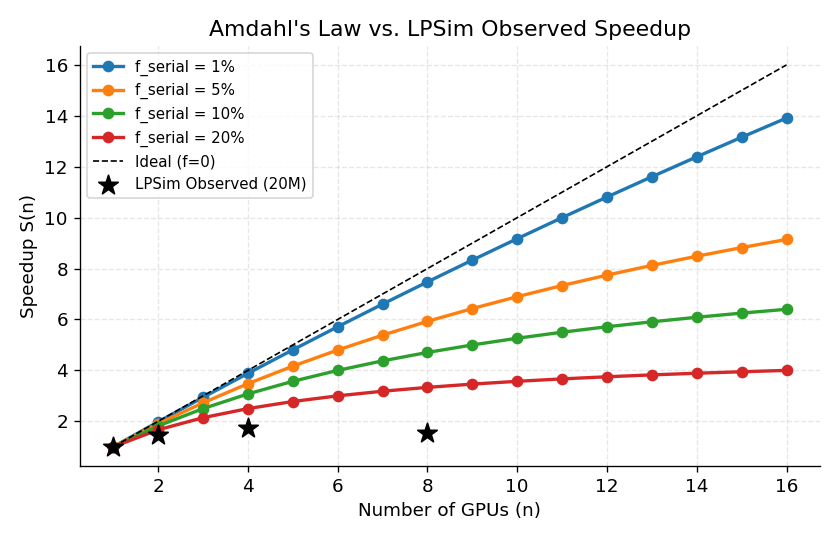 Amdahl's Law vs. LPSim Observed Speedup
f_serial = 1%
f_serial = 5%
f_serial = 10%
f_serial = 20%
Ideal (f=0)
LPSim Observed (20M)
Speedup S(n)
16
14
12
10
8
6
4
2
2 4 6 8 10 12 14 16
Number of GPUs (n)